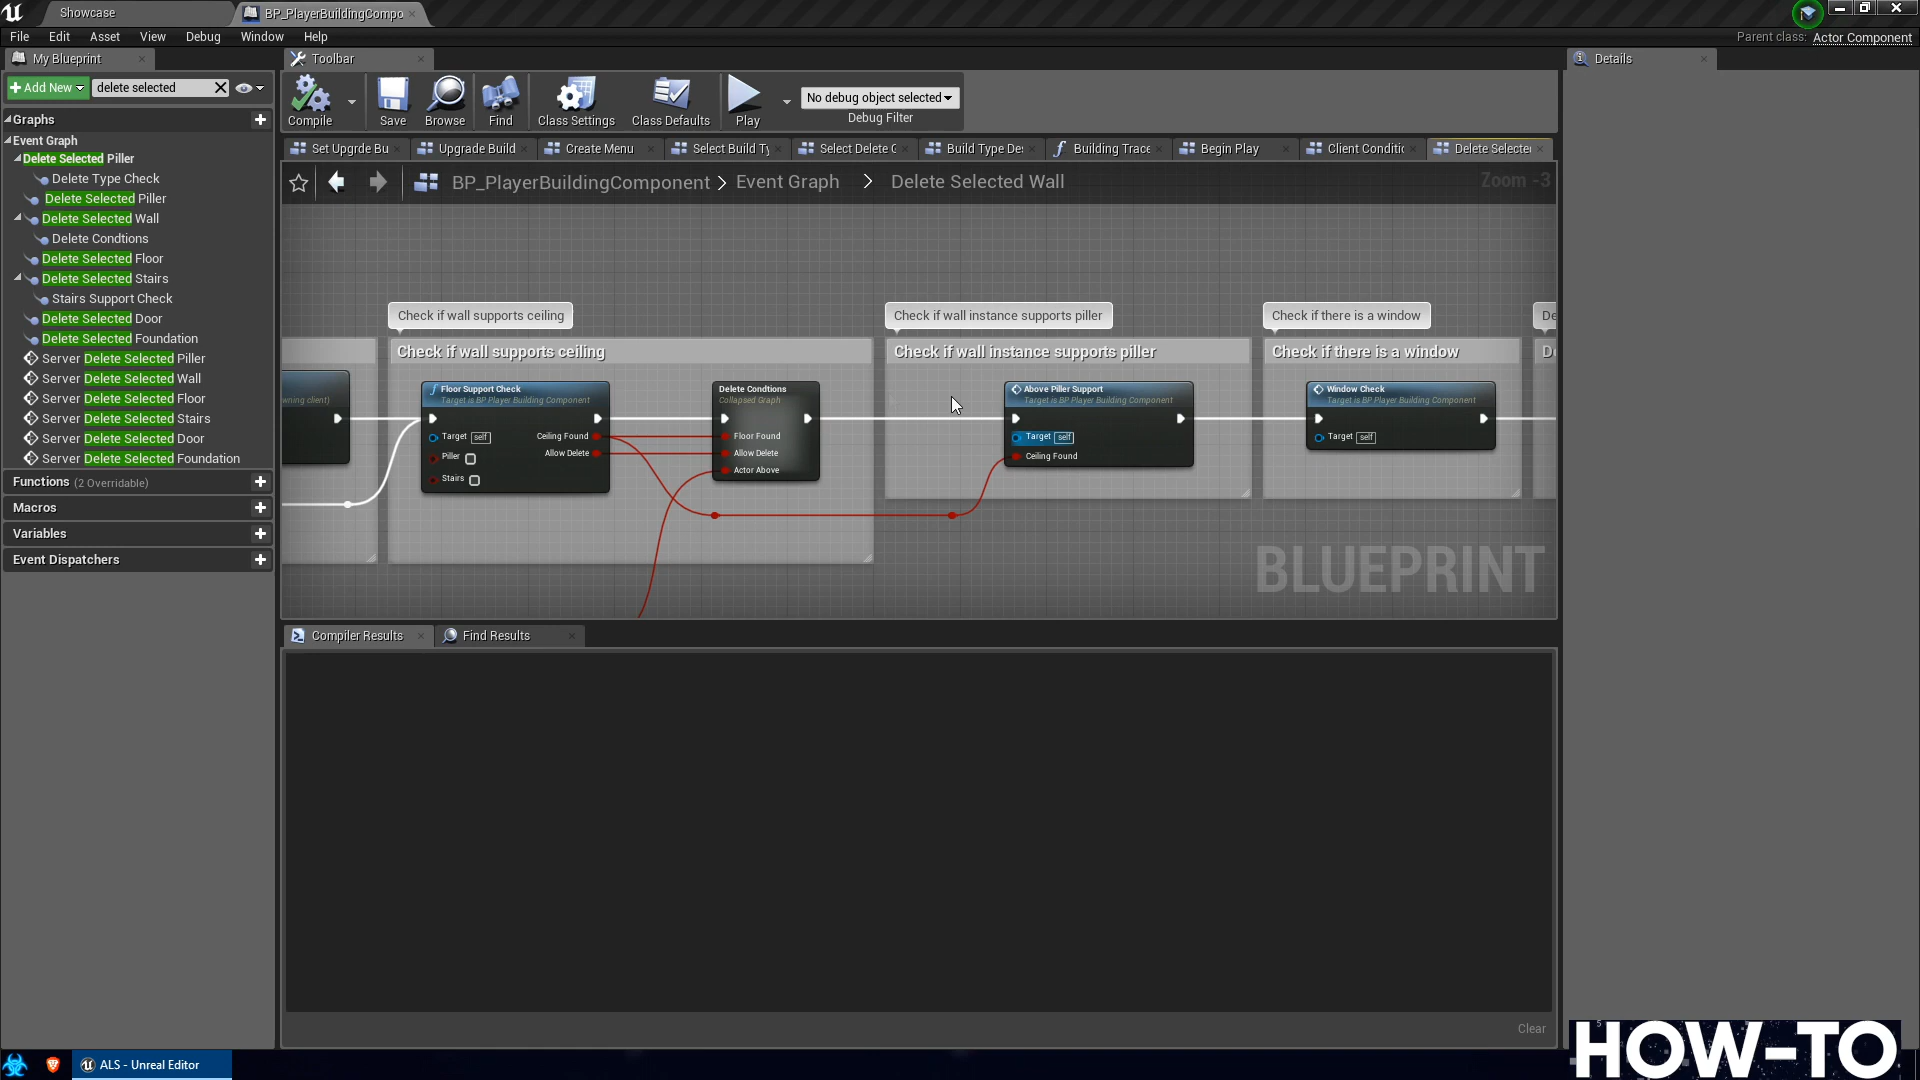 Showcase
BP_PlayerBuildingCompo
File Edit Asset View Debug Window Help
Parent class: Actor Component
My Blueprint
Toolbar
Details
Add New
delete selected
Compile
Save
Browse
Find
Class Settings
Class Defaults
Play
No debug object selected
Debug Filter
Graphs
Event Graph
Delete Selected Piller
Delete Type Check
Delete Selected Piller
Delete Selected Wall
Delete Condtions
Delete Selected Floor
Delete Selected Stairs
Stairs Support Check
Delete Selected Door
Delete Selected Foundation
Server Delete Selected Piller
Server Delete Selected Wall
Server Delete Selected Floor
Server Delete Selected Stairs
Server Delete Selected Door
Server Delete Selected Foundation
Functions (2 Overridable)
Macros
Variables
Event Dispatchers
Set Upgrde Bu
Upgrade Build
Create Menu
Select Build Ty
Select Delete C
Build Type De
Building Trace
Begin Play
Client Conditic
Delete Selecte
BP_PlayerBuildingComponent > Event Graph > Delete Selected Wall
Zoom -3
wning client)
Check if wall supports ceiling
Check if wall supports ceiling
Floor Support Check
Target is BP Player Building Component
Target self
Piller
Stairs
Ceiling Found
Allow Delete
Delete Condtions
Collapsed Graph
Floor Found
Allow Delete
Actor Above
Check if wall instance supports piller
Check if wall instance supports piller
Above Piller Support
Target is BP Player Building Component
Target self
Ceiling Found
Check if there is a window
Check if there is a window
Window Check
Target is BP Player Building Component
Target self
De
BLUEPRINT
Compiler Results
Find Results
Clear
ALS - Unreal Editor
HOW-TO